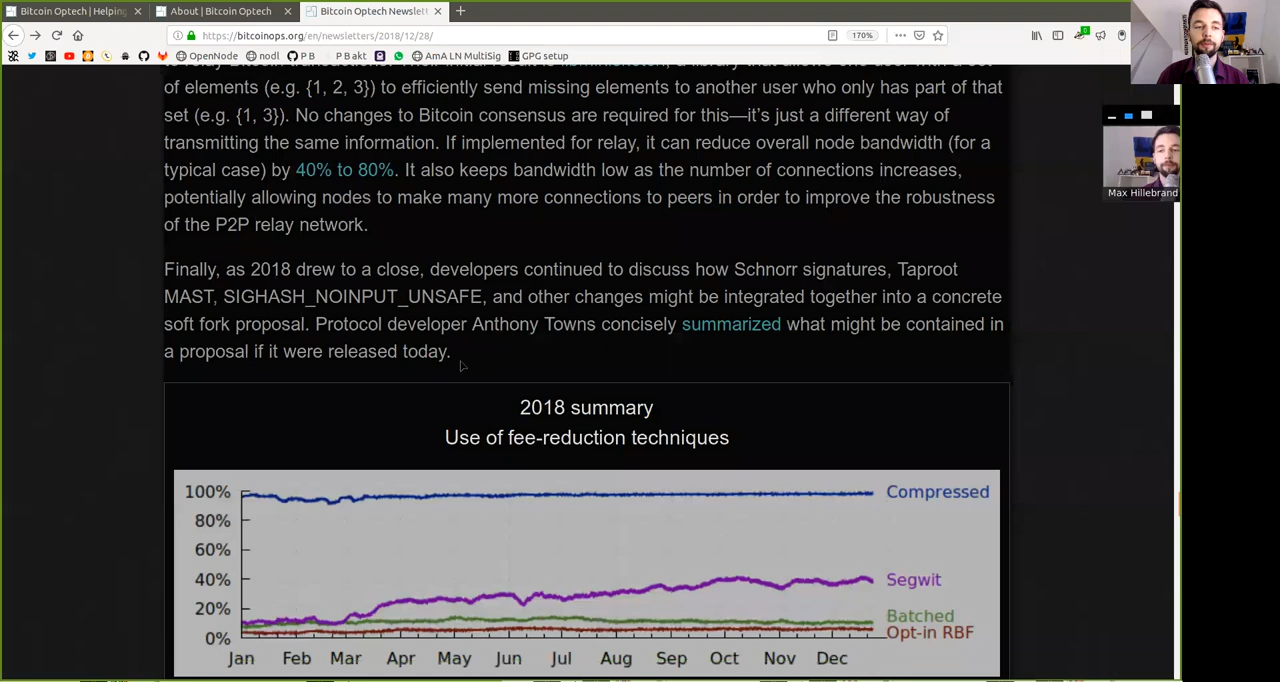 Bitcoin Optech | Helping
About | Bitcoin Optech
Bitcoin Optech Newslett
https://bitcoinops.org/en/newsletters/2018/12/28/
170%
OpenNode
nodl
P B
P Bakt
AmA LN MultiSig
GPG setup
of elements (e.g. {1, 2, 3}) to efficiently send missing elements to another user who only has part of that
set (e.g. {1, 3}). No changes to Bitcoin consensus are required for this—it's just a different way of
transmitting the same information. If implemented for relay, it can reduce overall node bandwidth (for a
typical case) by 40% to 80%. It also keeps bandwidth low as the number of connections increases,
potentially allowing nodes to make many more connections to peers in order to improve the robustness
of the P2P relay network.
Finally, as 2018 drew to a close, developers continued to discuss how Schnorr signatures, Taproot
MAST, SIGHASH_NOINPUT_UNSAFE, and other changes might be integrated together into a concrete
soft fork proposal. Protocol developer Anthony Towns concisely summarized what might be contained in
a proposal if it were released today.
2018 summary
Use of fee-reduction techniques
100%
80%
60%
40%
20%
0%
Compressed
Segwit
Batched
Opt-in RBF
Jan Feb Mar Apr May Jun Jul Aug Sep Oct Nov Dec
Max Hillebrand